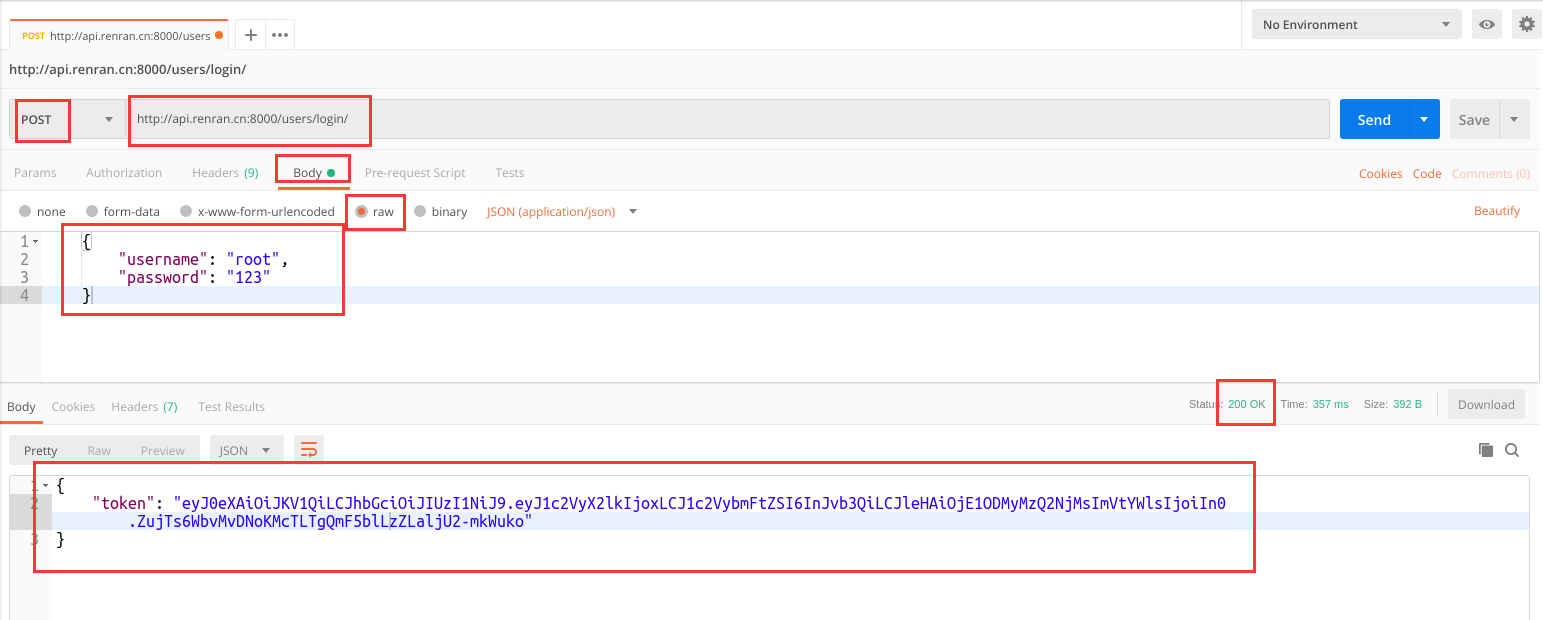 POST http://api.renran.cn:8000/users
No Environment
http://api.renran.cn:8000/users/login/
POST http://api.renran.cn:8000/users/login/ Send Save
Params Authorization Headers (9) Body Pre-request Script Tests Cookies Code Comments (0)
none form-data x-www-form-urlencoded raw binary JSON (application/json) Beautify
1 {
2 "username": "root",
3 "password": "123"
4 }
Body Cookies Headers (7) Test Results Status: 200 OK Time: 357 ms Size: 392 B Download
Pretty Raw Preview JSON
1 {
2 "token": "eyJ0eXAiOiJKV1QiLCJhbGciOiJIUzI1NiJ9.eyJ1c2VyX2lkIjoxLCJ1c2VybmFtZSI6InJvb3QiLCJleHAiOjE1ODMyMzQ2NjMsImVtYWlsIjoiIn0
.ZujTs6WbvMvDNoKMcTLTgQmF5blLzZLaljU2-mkWuko"
3 }